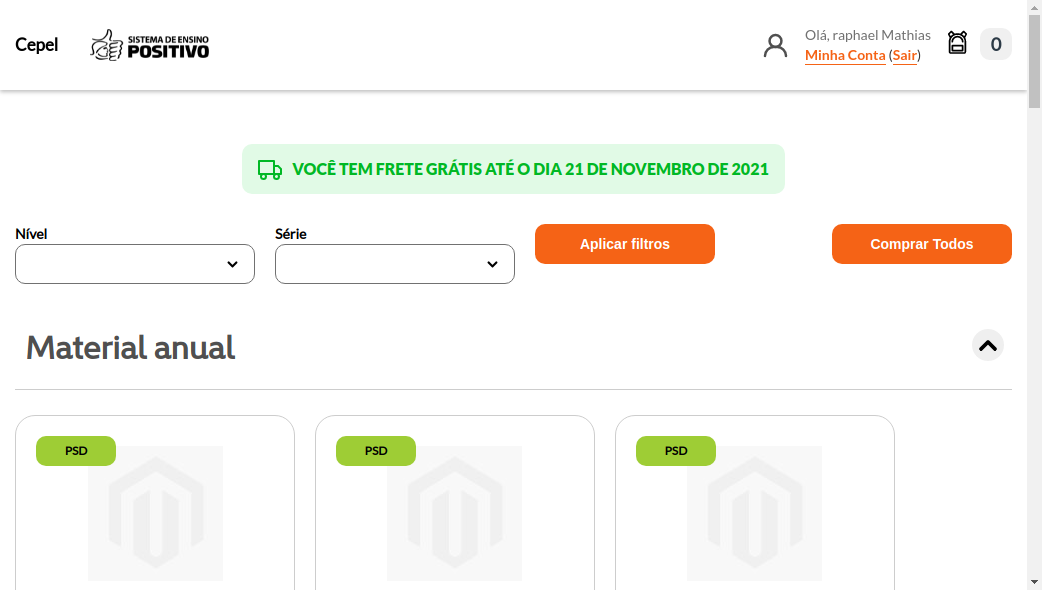 Cepel
SISTEMA DE ENSINO
POSITIVO
Olá, raphael Mathias
Minha Conta (Sair)
0
VOCÊ TEM FRETE GRÁTIS ATÉ O DIA 21 DE NOVEMBRO DE 2021
Nível
Série
Aplicar filtros
Comprar Todos
Material anual
PSD
PSD
PSD